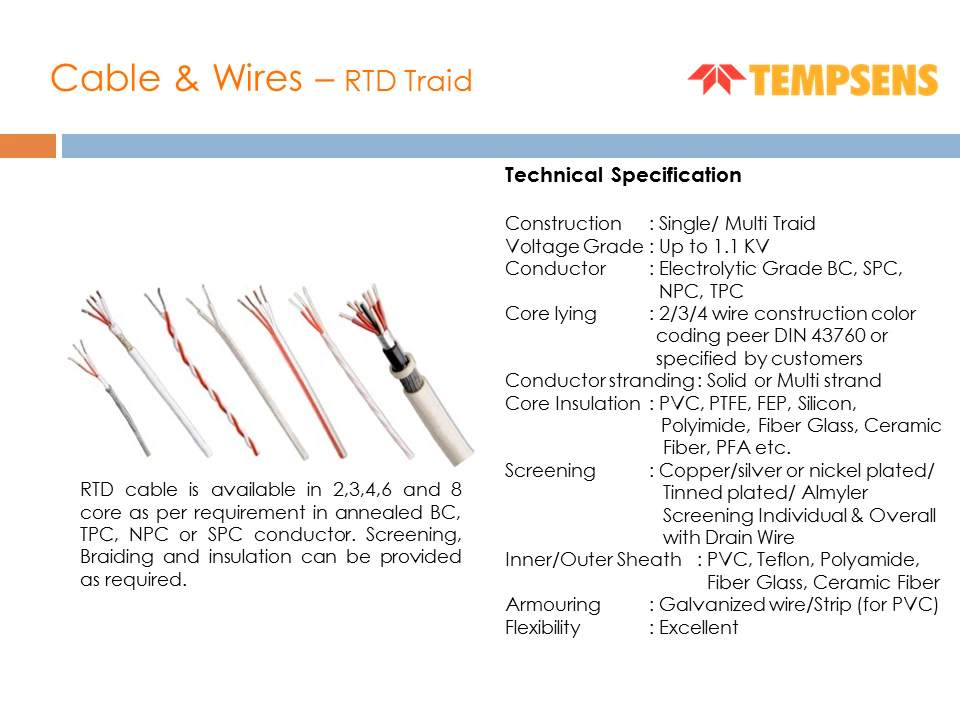 Cable & Wires – RTD Traid
TEMPSENS
Technical Specification
Construction : Single/ Multi Traid
Voltage Grade : Up to 1.1 KV
Conductor : Electrolytic Grade BC, SPC,
NPC, TPC
Core lying : 2/3/4 wire construction color
coding peer DIN 43760 or
specified by customers
Conductor stranding : Solid or Multi strand
Core Insulation : PVC, PTFE, FEP, Silicon,
Polyimide, Fiber Glass, Ceramic
Fiber, PFA etc.
Screening : Copper/silver or nickel plated/
Tinned plated/ Almyler
Screening Individual & Overall
with Drain Wire
Inner/Outer Sheath : PVC, Teflon, Polyamide,
Fiber Glass, Ceramic Fiber
Armouring : Galvanized wire/Strip (for PVC)
Flexibility : Excellent
RTD cable is available in 2,3,4,6 and 8
core as per requirement in annealed BC,
TPC, NPC or SPC conductor. Screening,
Braiding and insulation can be provided
as required.